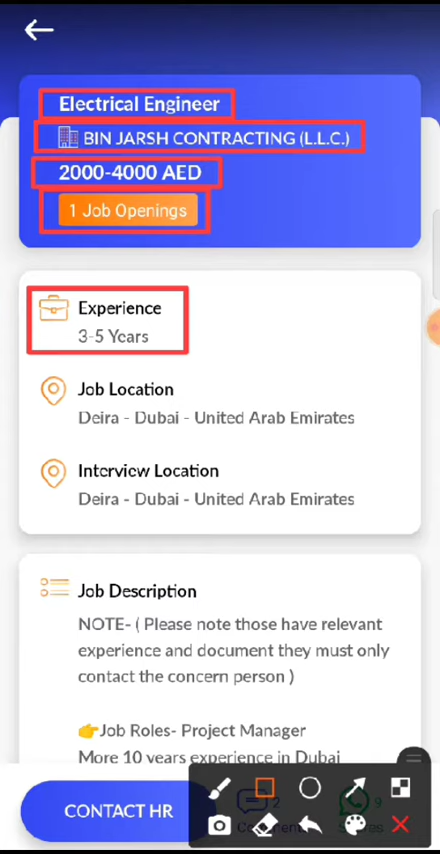 Electrical Engineer
BIN JARSH CONTRACTING (L.L.C.)
2000-4000 AED
1 Job Openings
Experience
3-5 Years
Job Location
Deira - Dubai - United Arab Emirates
Interview Location
Deira - Dubai - United Arab Emirates
Job Description
NOTE- ( Please note those have relevant
experience and document they must only
contact the concern person )
👉Job Roles- Project Manager
More 10 years experience in Dubai
CONTACT HR
2
9